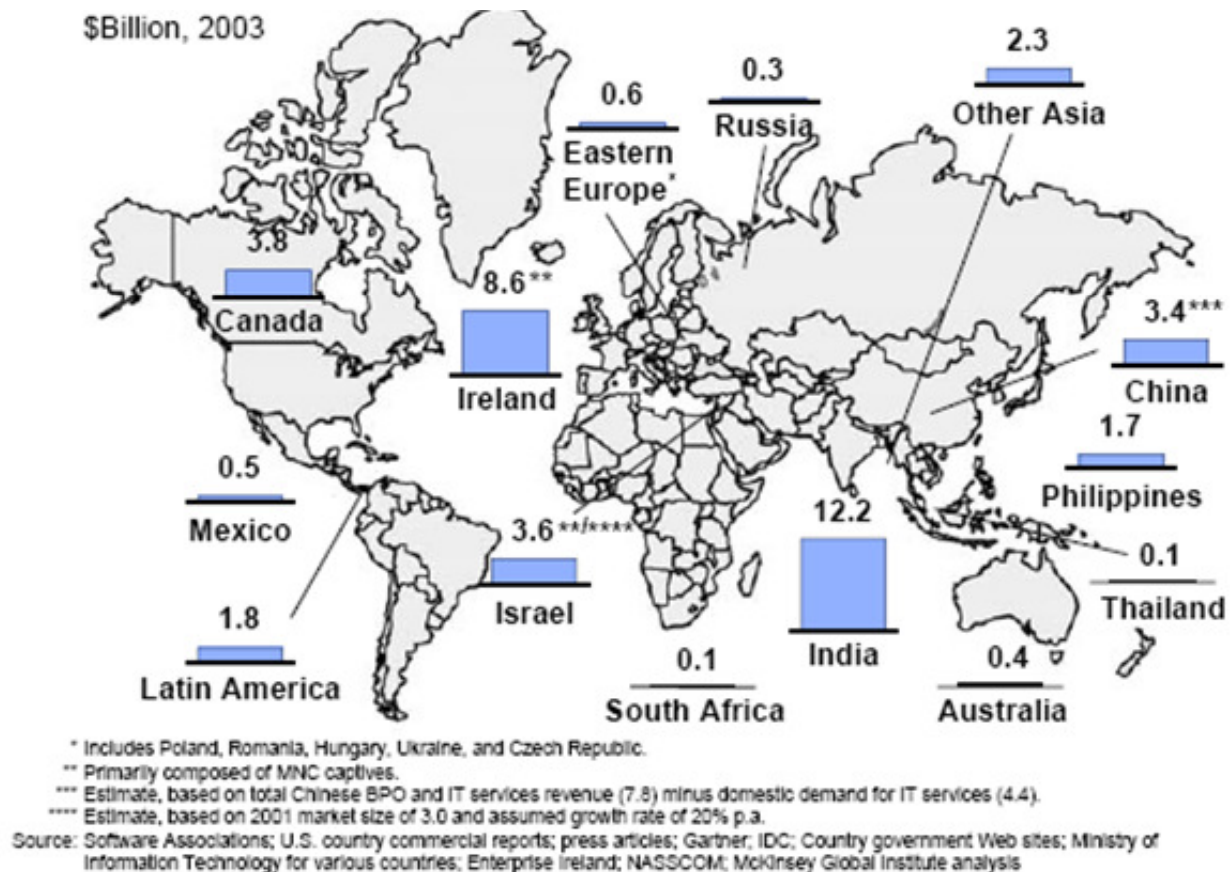 $Billion, 2003
2.3
Other Asia
0.3
Russia
0.6
Eastern
Europe*
3.8
Canada
8.6**
Ireland
3.4***
China
1.7
Philippines
0.5
Mexico
3.6**/****
Israel
12.2
India
0.1
Thailand
1.8
Latin America
0.1
South Africa
0.4
Australia
* Includes Poland, Romania, Hungary, Ukraine, and Czech Republic.
** Primarily composed of MNC captives.
*** Estimate, based on total Chinese BPO and IT services revenue (7.8) minus domestic demand for IT services (4.4).
**** Estimate, based on 2001 market size of 3.0 and assumed growth rate of 20% p.a.
Source: Software Associations; U.S. country commercial reports; press articles; Gartner; IDC; Country government Web sites; Ministry of
Information Technology for various countries; Enterprise Ireland; NASSCOM; McKinsey Global Institute analysis